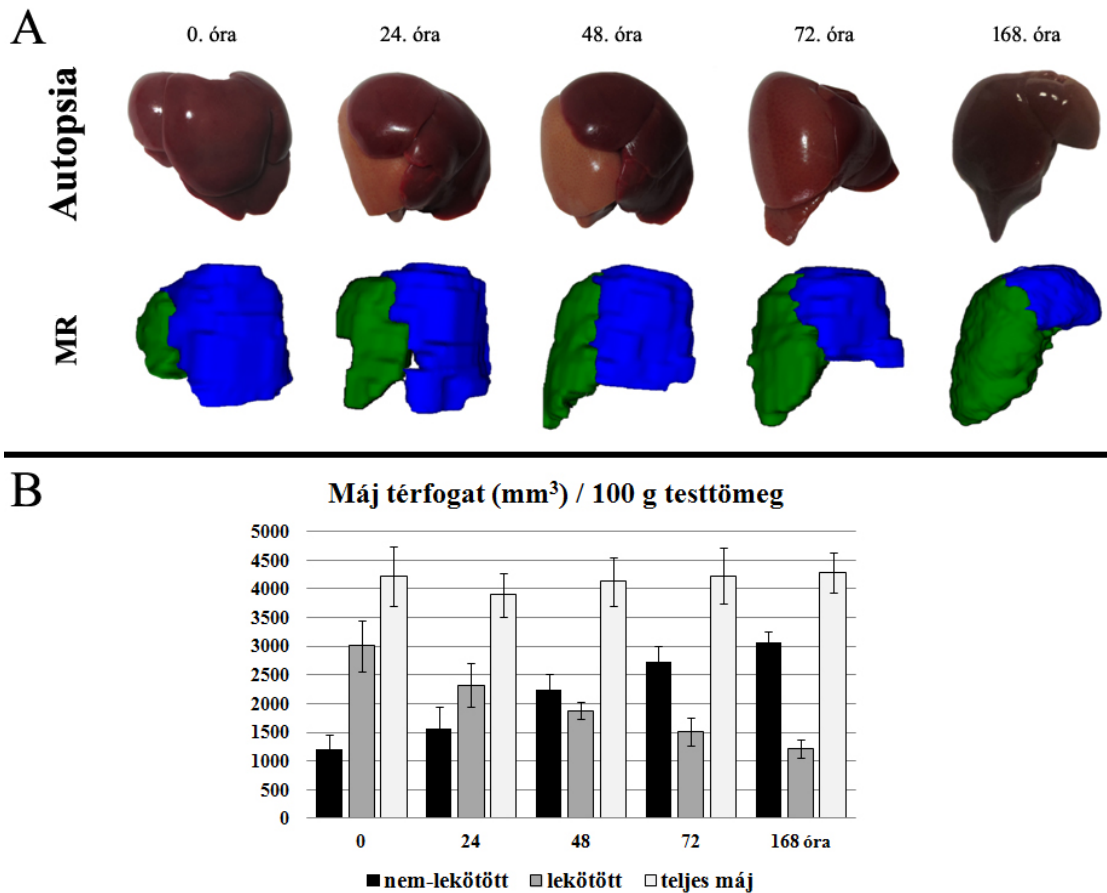 A
0. óra 24. óra 48. óra 72. óra 168. óra
Autopsia
MR
B
Máj térfogat (mm³) / 100 g testtömeg
5000
4500
4000
3500
3000
2500
2000
1500
1000
500
0
0 24 48 72 168 óra
nem-lekötött lekötött teljes máj